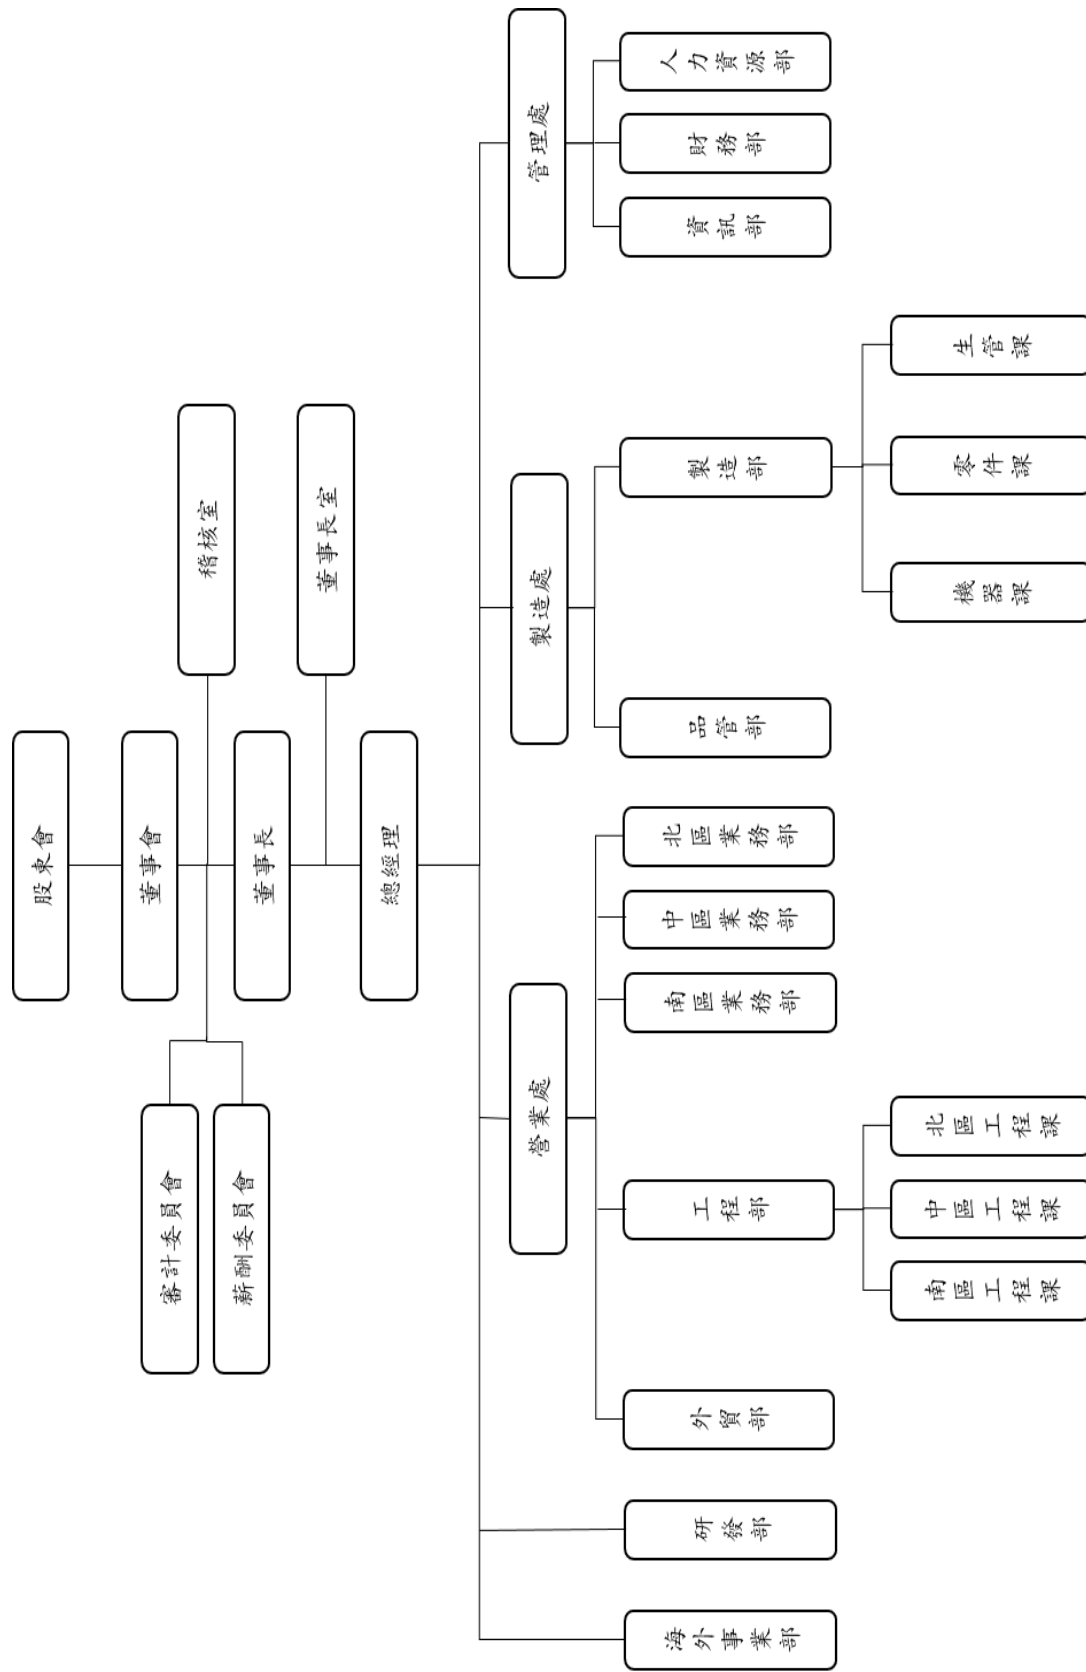 股東會
董事會
稽核室
審計委員會
薪酬委員會
董事長
董事長室
總經理
海外事業部
研發部
營業處
外貿部
工程部
南區工程課
中區工程課
北區工程課
南區業務部
中區業務部
北區業務部
製造處
品管部
製造部
機器課
零件課
生管課
管理處
資訊部
財務部
人力資源部